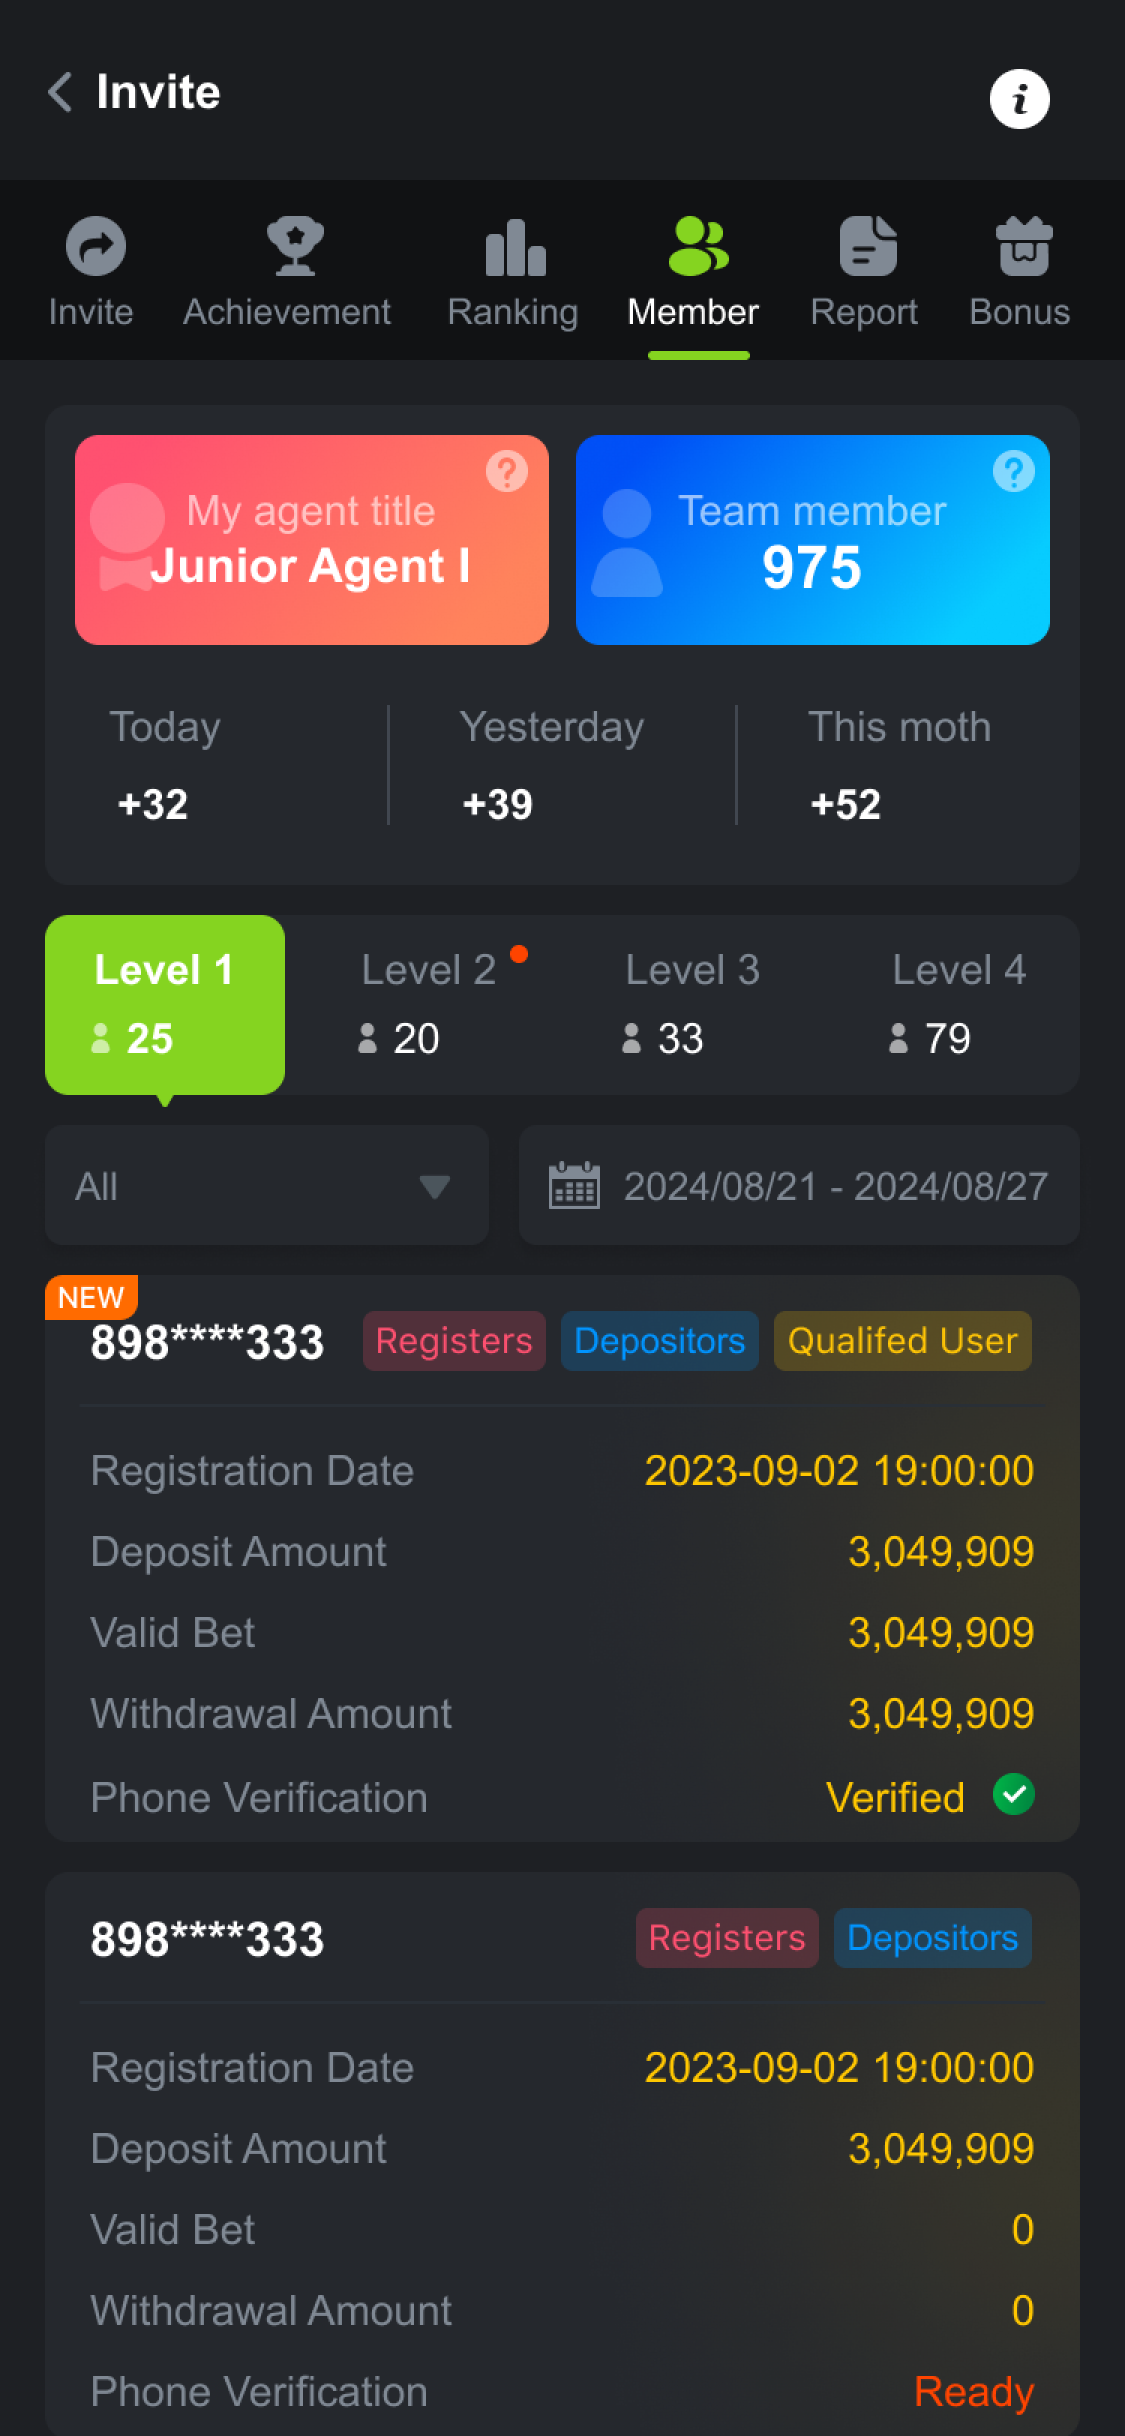 Invite
Invite Achievement Ranking Member Report Bonus
My agent title
Junior Agent I
Team member
975
Today Yesterday This moth
+32 +39 +52
Level 1 Level 2 Level 3 Level 4
25 20 33 79
All 2024/08/21 - 2024/08/27
NEW
898****333 Registers Depositors Qualifed User
Registration Date 2023-09-02 19:00:00
Deposit Amount 3,049,909
Valid Bet 3,049,909
Withdrawal Amount 3,049,909
Phone Verification Verified
898****333 Registers Depositors
Registration Date 2023-09-02 19:00:00
Deposit Amount 3,049,909
Valid Bet 0
Withdrawal Amount 0
Phone Verification Ready